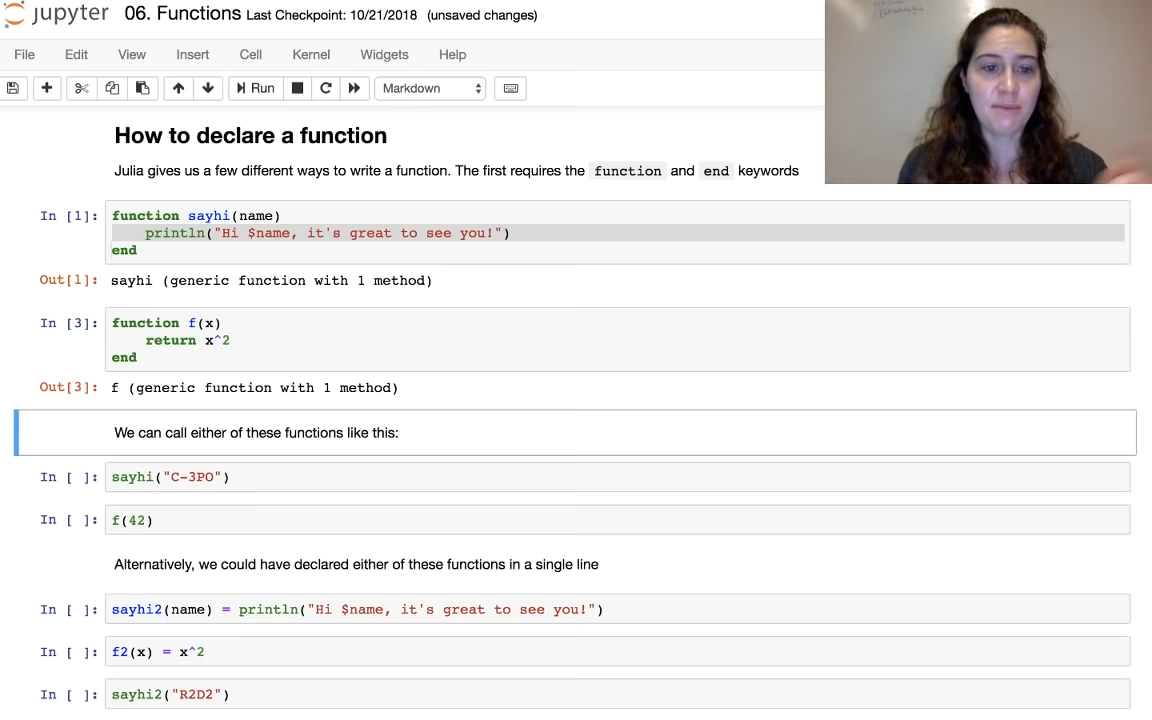 jupyter 06. Functions Last Checkpoint: 10/21/2018 (unsaved changes)
File Edit View Insert Cell Kernel Widgets Help
Run Markdown
How to declare a function
Julia gives us a few different ways to write a function. The first requires the function and end keywords
In [1]: function sayhi(name)
println("Hi $name, it's great to see you!")
end
Out[1]: sayhi (generic function with 1 method)
In [3]: function f(x)
return x^2
end
Out[3]: f (generic function with 1 method)
We can call either of these functions like this:
In [ ]: sayhi("C-3PO")
In [ ]: f(42)
Alternatively, we could have declared either of these functions in a single line
In [ ]: sayhi2(name) = println("Hi $name, it's great to see you!")
In [ ]: f2(x) = x^2
In [ ]: sayhi2("R2D2")